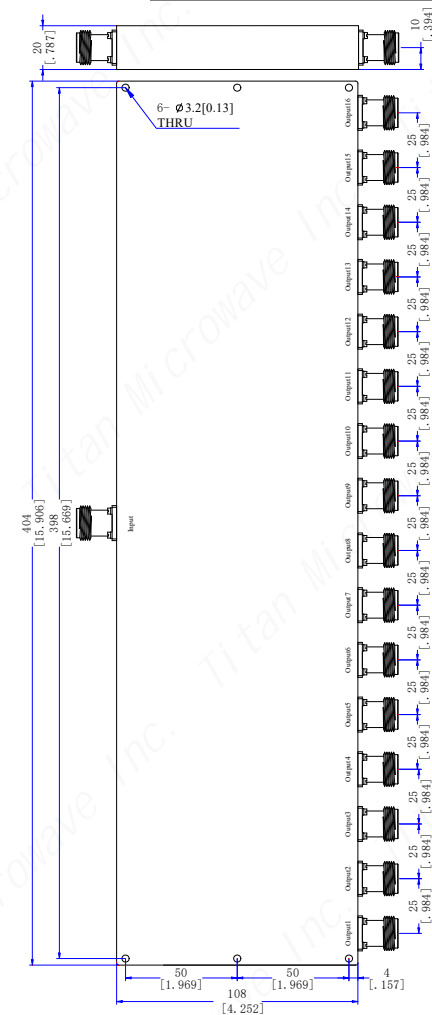 20
[.787]
10
[.394]
6- Ø3.2[0.13]
THRU
Output16
25
[.984]
Output15
25
[.984]
Output14
25
[.984]
Output13
25
[.984]
Output12
25
[.984]
Output11
25
[.984]
Output10
25
[.984]
Output9
25
[.984]
Output8
25
[.984]
Output7
25
[.984]
Output6
25
[.984]
Output5
25
[.984]
Output4
25
[.984]
Output3
25
[.984]
Output2
25
[.984]
Output1
404
[15.906]
398
[15.669]
Input
50
[1.969]
50
[1.969]
4
[.157]
108
[4.252]
Titan Microwave Inc.